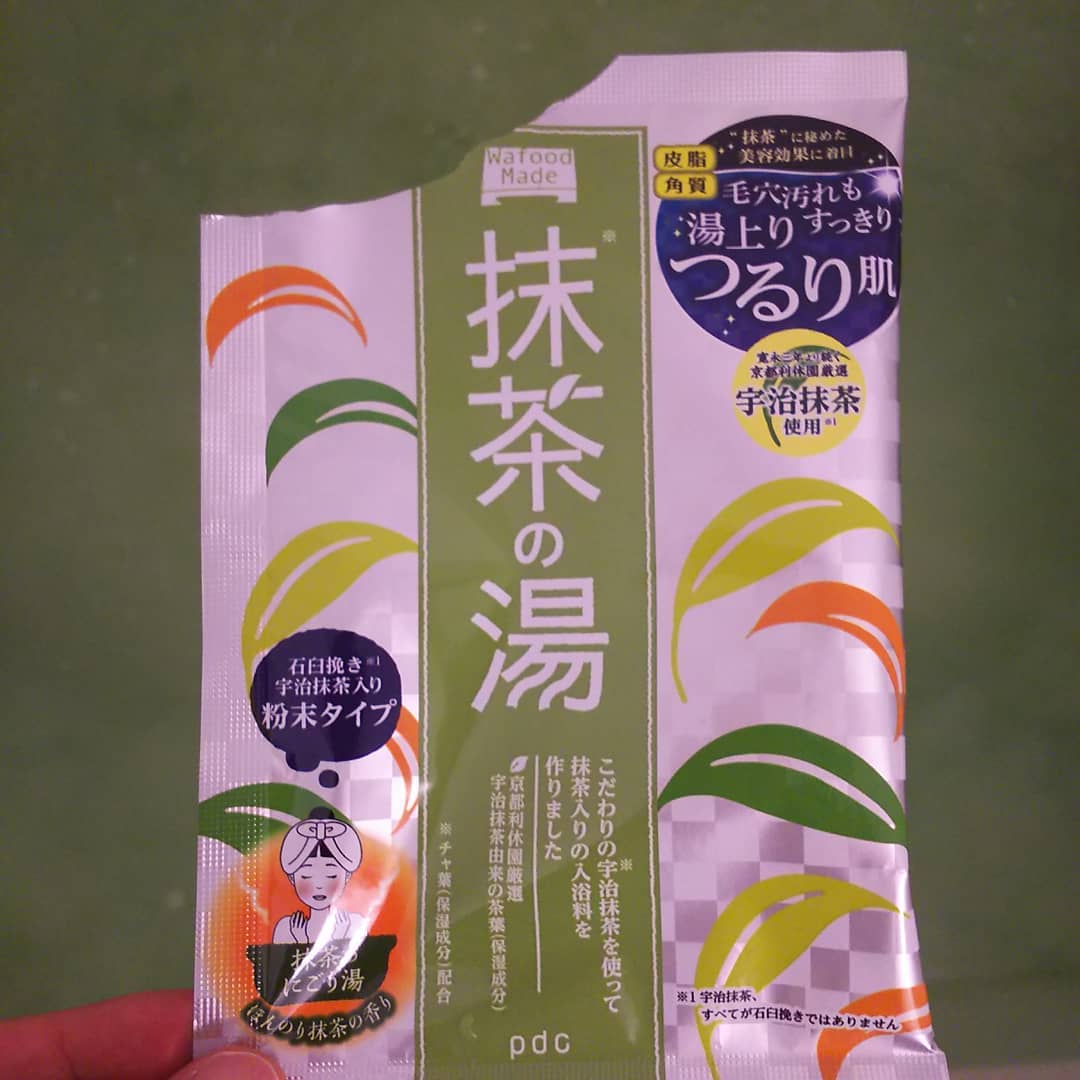 Wafood
Made
抹茶の湯※
皮脂
角質
"抹茶"に秘めた
美容効果に着目
毛穴汚れも
湯上りすっきり
つるり肌
寛永三年より続く
京都利休園厳選
宇治抹茶
使用※1
石臼挽き※1
宇治抹茶入り
粉末タイプ
こだわりの宇治抹茶※を使って
抹茶入りの入浴料を
作りました
京都利休園厳選
宇治抹茶由来の茶葉(保湿成分)
※チャ葉(保湿成分)配合
抹茶の
にごり湯
ほんのり抹茶の香り
※1 宇治抹茶、
すべてが石臼挽きではありません
pdc